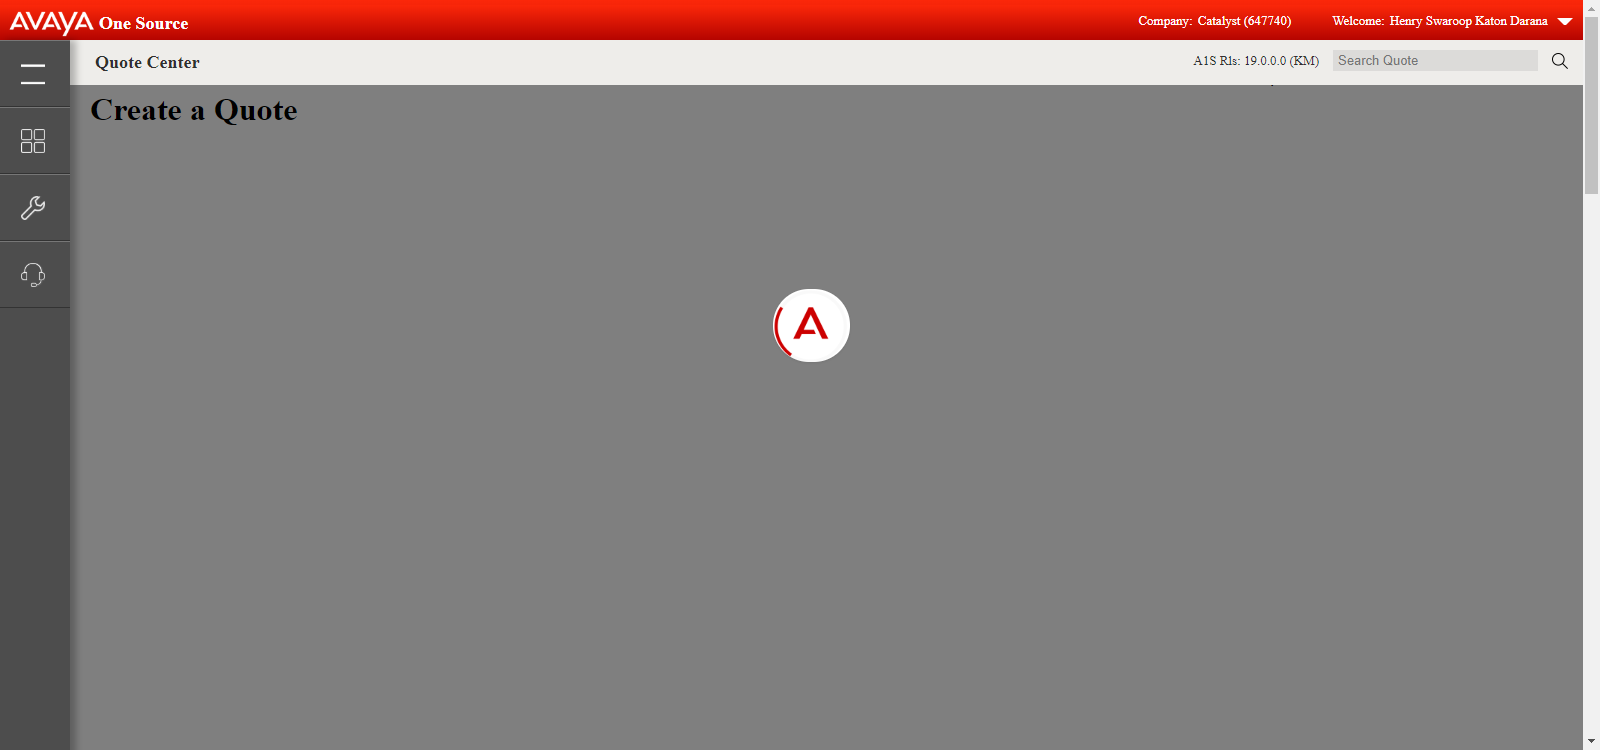 AVAYA One Source
Company: Catalyst (647740)
Welcome: Henry Swaroop Katon Darana
Quote Center
A1S Rls: 19.0.0.0 (KM)
Search Quote
Create a Quote
A